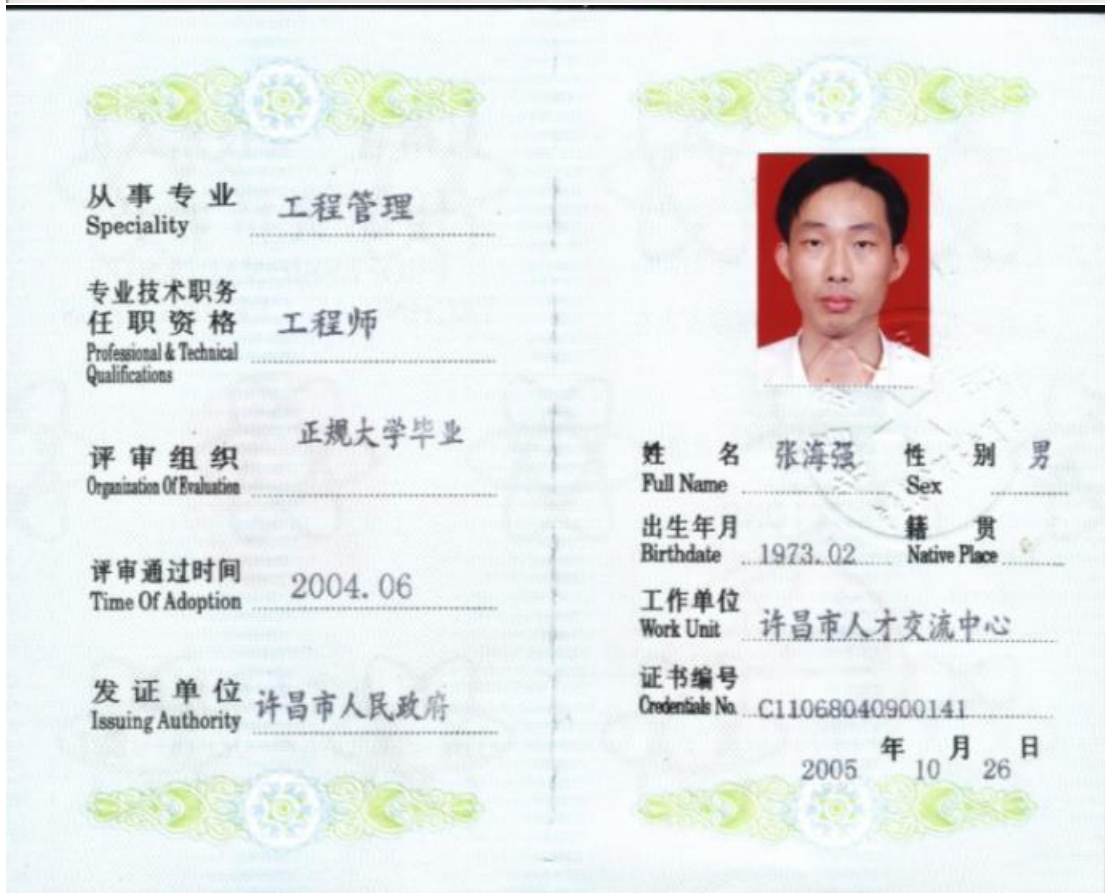 从事专业 工程管理
Speciality
专业技术职务
任职资格 工程师
Professional & Technical
Qualifications
正规大学毕业
评审组织
Organization Of Evaluation
评审通过时间 2004.06
Time Of Adoption
发证单位 许昌市人民政府
Issuing Authority
姓名 张海强 性别 男
Full Name Sex
出生年月 籍贯
Birthdate 1973.02 Native Place
工作单位
Work Unit 许昌市人才交流中心
证书编号
Credentials No. C11068040900141
年 月 日
2005 10 26